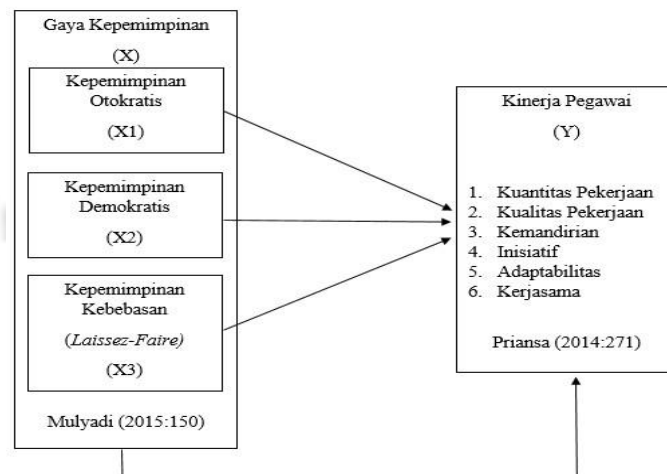 Gaya Kepemimpinan
(X)
Kepemimpinan
Otokratis
(X1)
Kepemimpinan
Demokratis
(X2)
Kepemimpinan
Kebebasan
(Laissez-Faire)
(X3)
Mulyadi (2015:150)
Kinerja Pegawai
(Y)
1. Kuantitas Pekerjaan
2. Kualitas Pekerjaan
3. Kemandirian
4. Inisiatif
5. Adaptabilitas
6. Kerjasama
Priansa (2014:271)